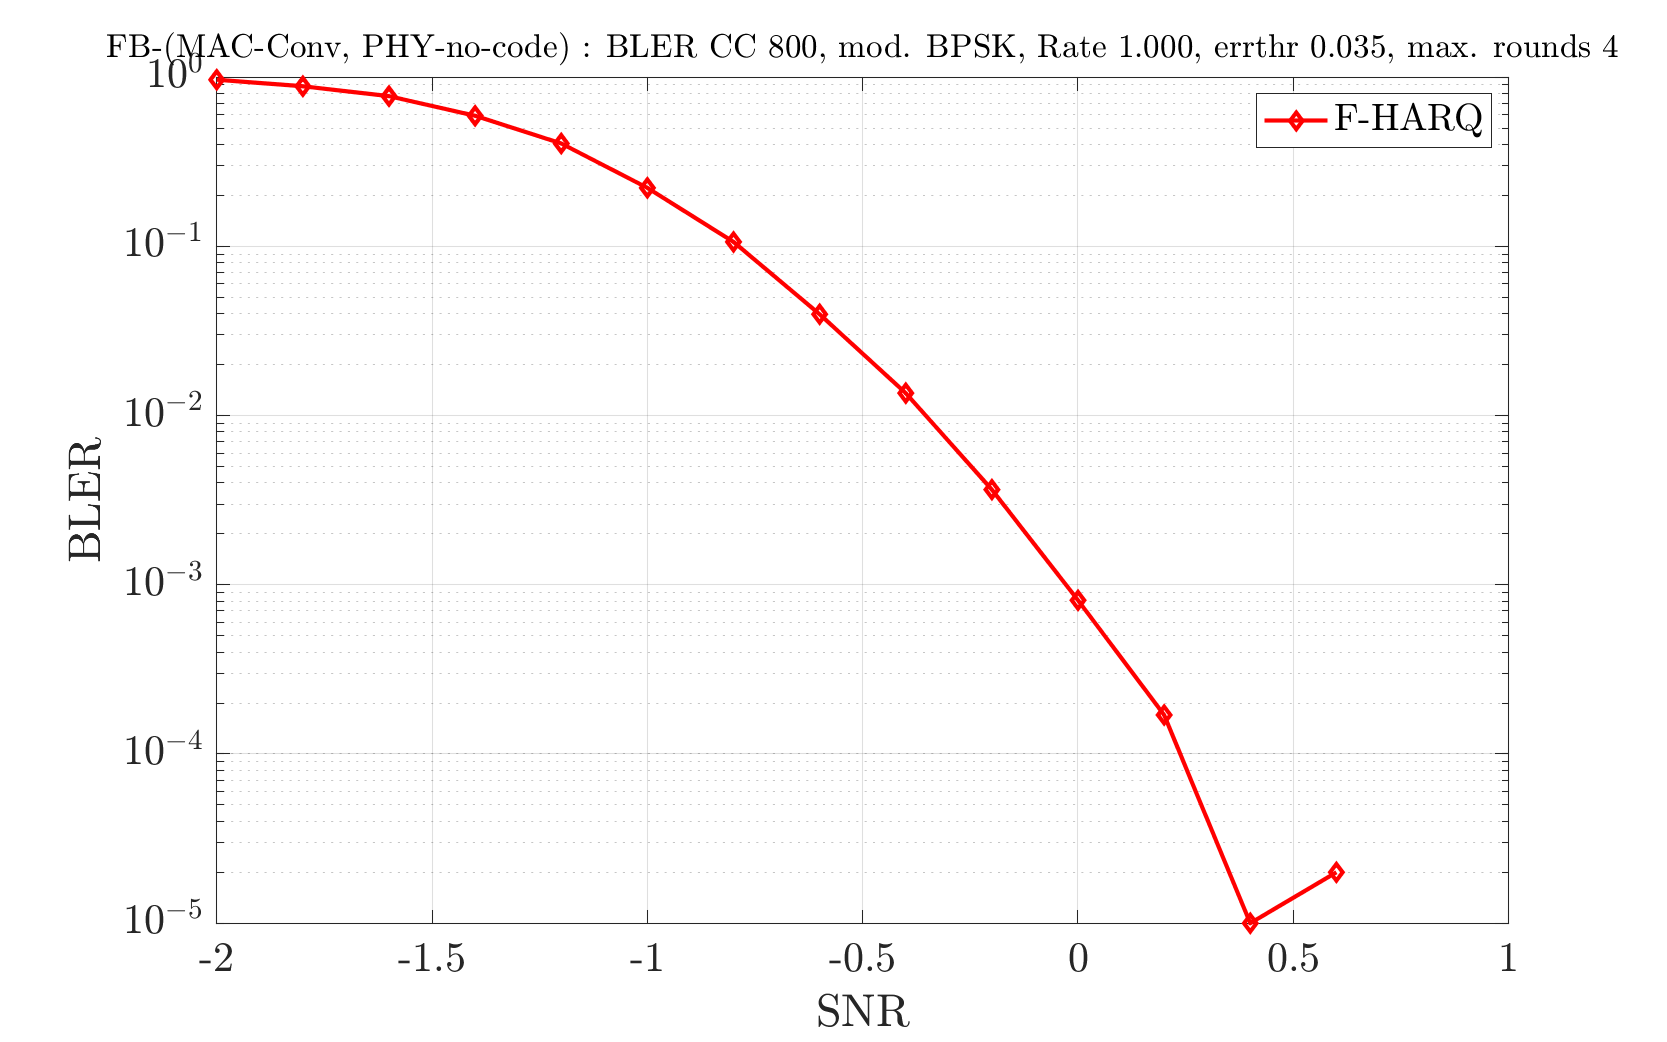 FB-(MAC-Conv, PHY-no-code) : BLER CC 800, mod. BPSK, Rate 1.000, errthr 0.035, max. rounds 4
10^0
F-HARQ
10^{-1}
10^{-2}
BLER
10^{-3}
10^{-4}
10^{-5}
-2 -1.5 -1 -0.5 0 0.5 1
SNR